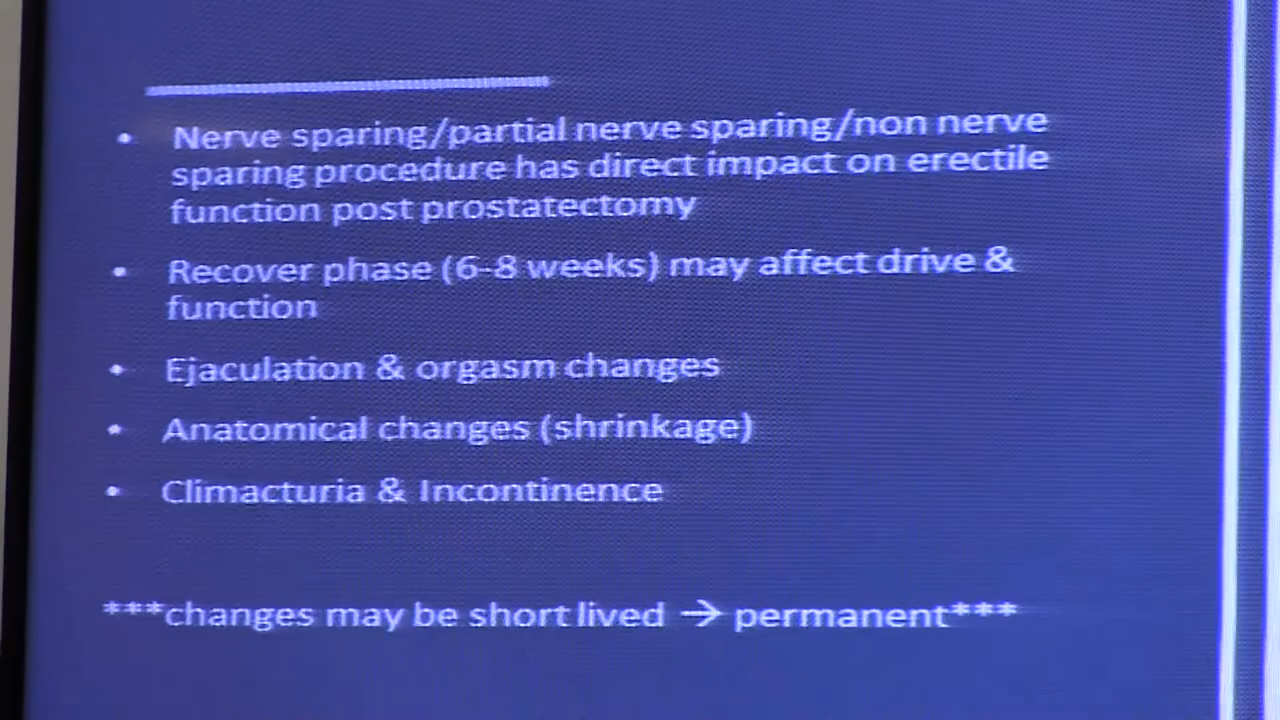 • Nerve sparing/partial nerve sparing/non nerve
sparing procedure has direct impact on erectile
function post prostatectomy
• Recover phase (6-8 weeks) may affect drive &
function
• Ejaculation & orgasm changes
• Anatomical changes (shrinkage)
• Climacturia & Incontinence
***changes may be short lived → permanent***